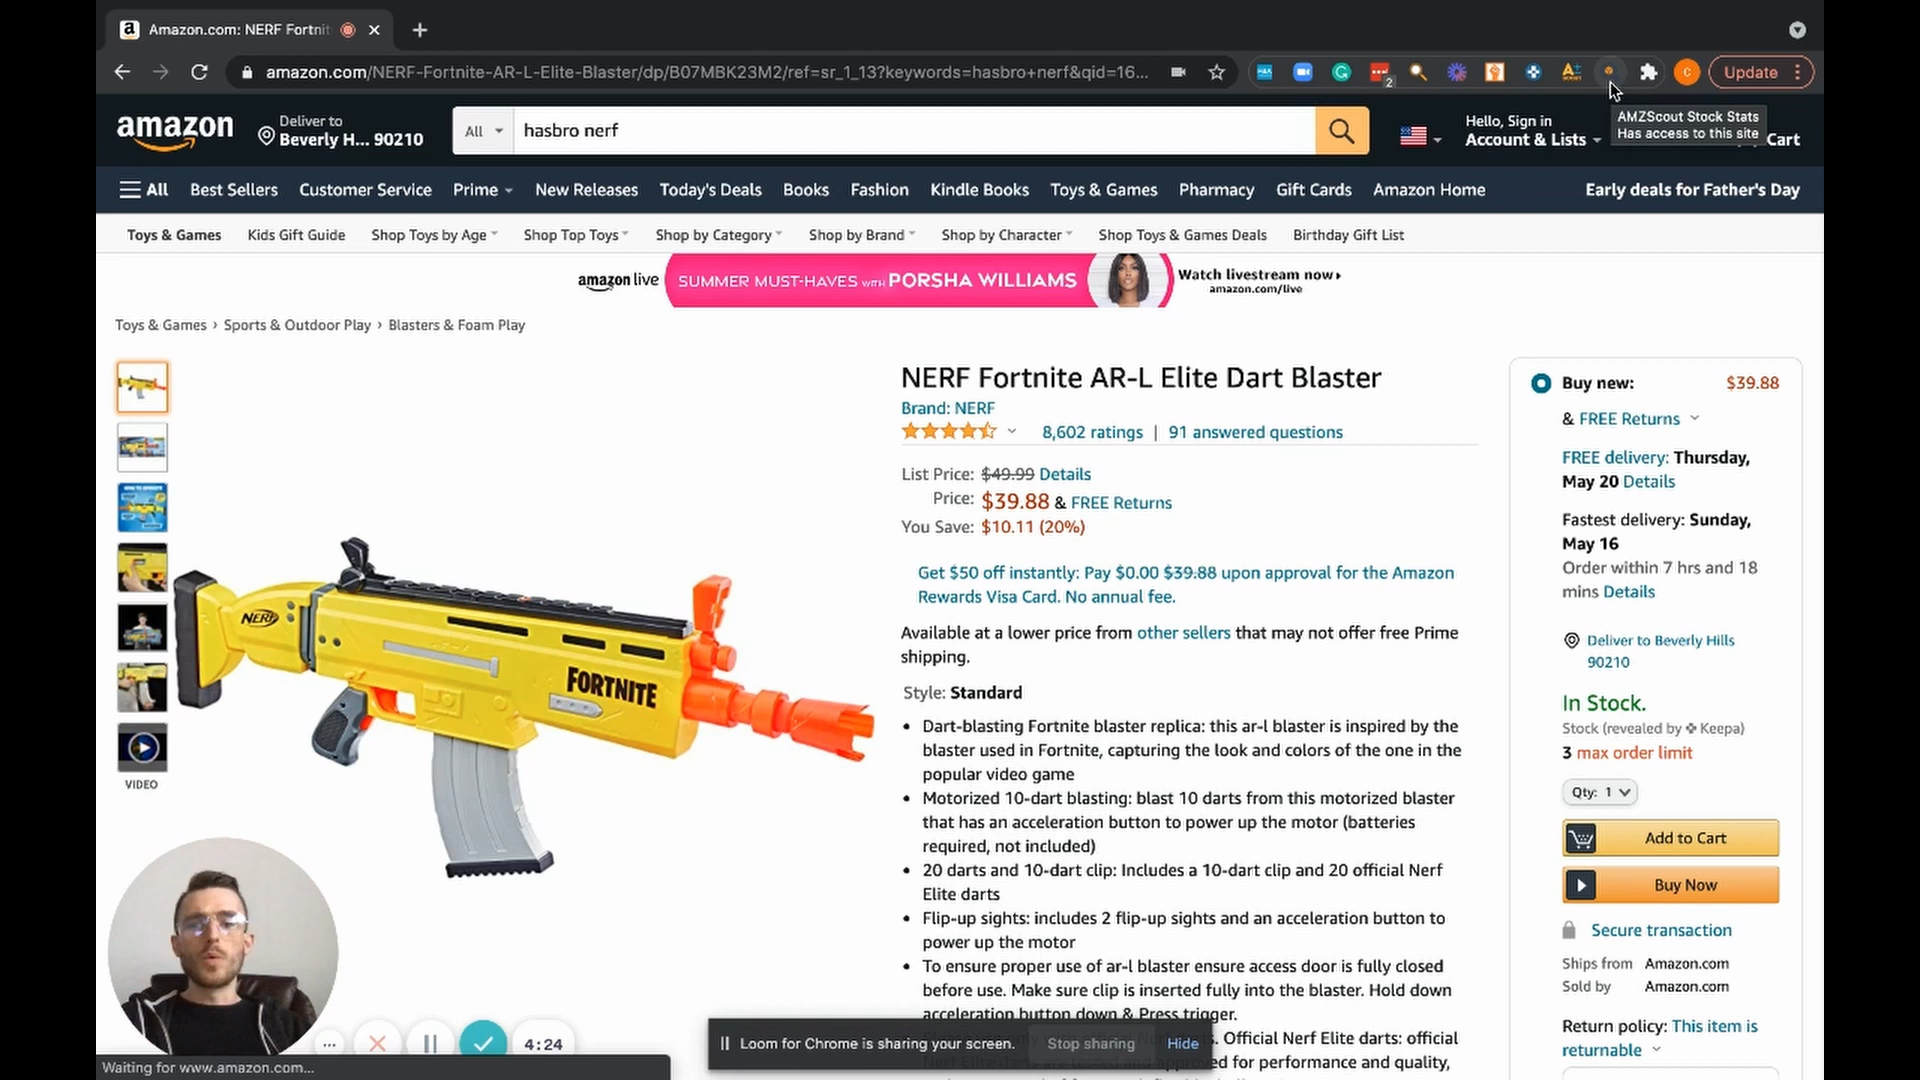 Amazon.com: NERF Fortnit
amazon.com/NERF-Fortnite-AR-L-Elite-Blaster/dp/B07MBK23M2/ref=sr_1_13?keywords=hasbro+nerf&qid=16...
2
C
Update
AMZScout Stock Stats
Has access to this site
amazon
Deliver to
Beverly H... 90210
All
hasbro nerf
Hello, Sign in
Account & Lists
Cart
All
Best Sellers
Customer Service
Prime
New Releases
Today's Deals
Books
Fashion
Kindle Books
Toys & Games
Pharmacy
Gift Cards
Amazon Home
Early deals for Father's Day
Toys & Games
Kids Gift Guide
Shop Toys by Age
Shop Top Toys
Shop by Category
Shop by Brand
Shop by Character
Shop Toys & Games Deals
Birthday Gift List
amazon live
SUMMER MUST-HAVES WITH PORSHA WILLIAMS
Watch livestream now
amazon.com/live
Toys & Games › Sports & Outdoor Play › Blasters & Foam Play
NERF
FORTNITE
VIDEO
NERF Fortnite AR-L Elite Dart Blaster
Brand: NERF
8,602 ratings | 91 answered questions
List Price: $49.99 Details
Price: $39.88 & FREE Returns
You Save: $10.11 (20%)
Get $50 off instantly: Pay $0.00 $39.88 upon approval for the Amazon
Rewards Visa Card. No annual fee.
Available at a lower price from other sellers that may not offer free Prime
shipping.
Style: Standard
• Dart-blasting Fortnite blaster replica: this ar-l blaster is inspired by the
blaster used in Fortnite, capturing the look and colors of the one in the
popular video game
• Motorized 10-dart blasting: blast 10 darts from this motorized blaster
that has an acceleration button to power up the motor (batteries
required, not included)
• 20 darts and 10-dart clip: Includes a 10-dart clip and 20 official Nerf
Elite darts
• Flip-up sights: includes 2 flip-up sights and an acceleration button to
power up the motor
• To ensure proper use of ar-l blaster ensure access door is fully closed
before use. Make sure clip is inserted fully into the blaster. Hold down
acceleration button down & Press trigger.
. Official Nerf Elite darts: official
for performance and quality,
Buy new: $39.88
& FREE Returns
FREE delivery: Thursday,
May 20 Details
Fastest delivery: Sunday,
May 16
Order within 7 hrs and 18
mins Details
Deliver to Beverly Hills
90210
In Stock.
Stock (revealed by Keepa)
3 max order limit
Qty: 1
Add to Cart
Buy Now
Secure transaction
Ships from Amazon.com
Sold by Amazon.com
Return policy: This item is
returnable
4:24
Loom for Chrome is sharing your screen.
Stop sharing
Hide
Waiting for www.amazon.com...